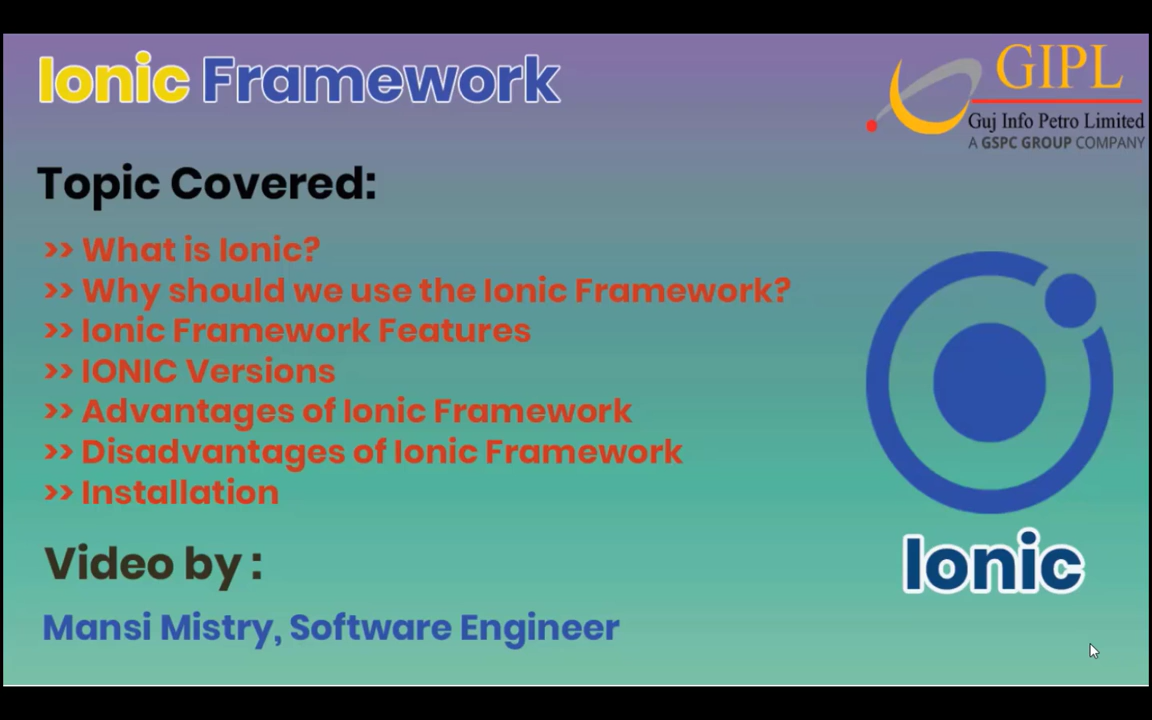 Ionic Framework
GIPL
Guj Info Petro Limited
A GSPC GROUP COMPANY
Topic Covered:
>> What is Ionic?
>> Why should we use the Ionic Framework?
>> Ionic Framework Features
>> IONIC Versions
>> Advantages of Ionic Framework
>> Disadvantages of Ionic Framework
>> Installation
Ionic
Video by :
Mansi Mistry, Software Engineer